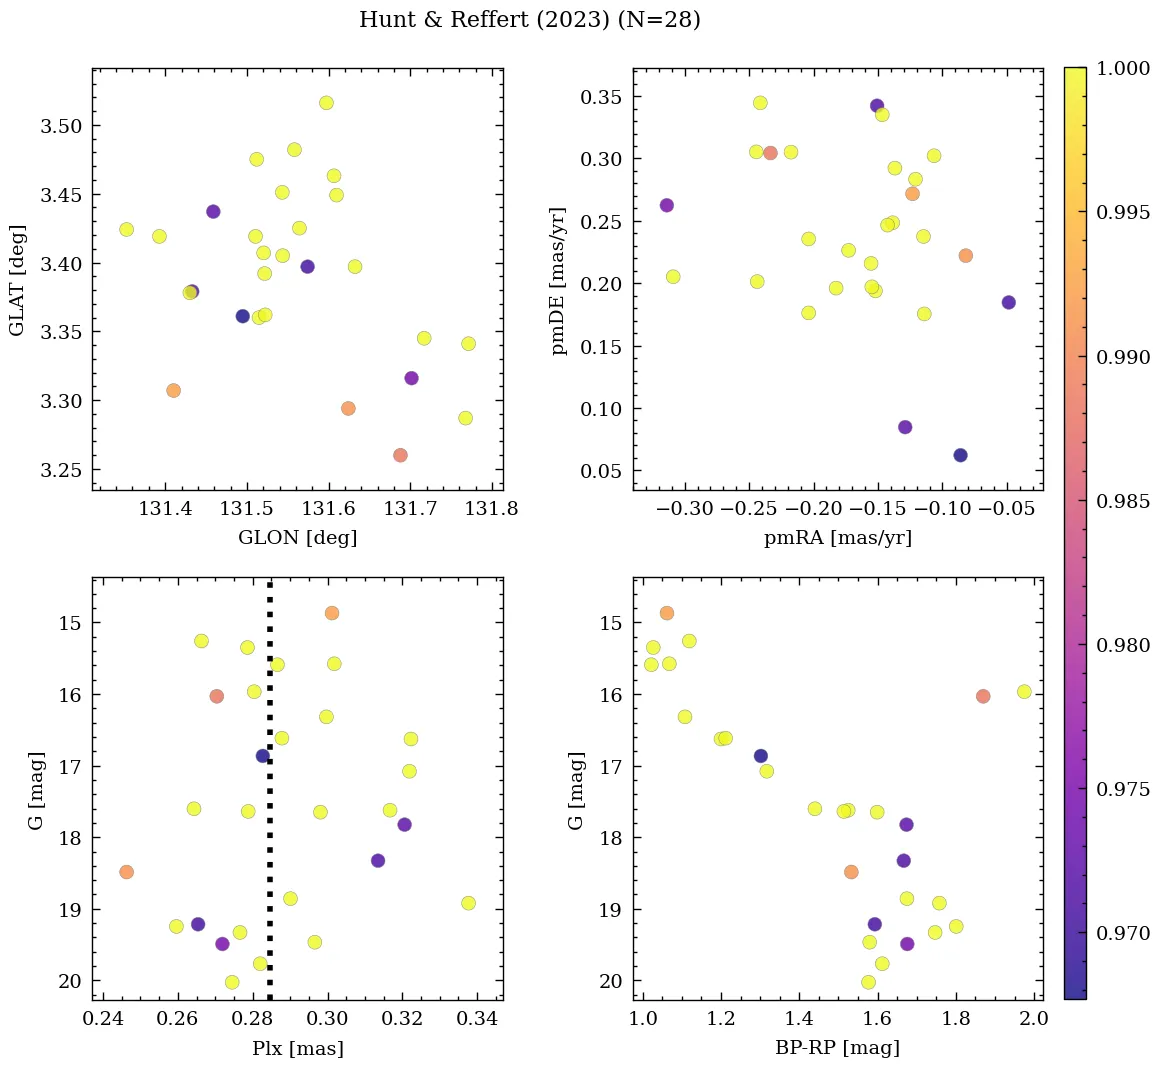 Hunt & Reffert (2023) (N=28)
GLAT [deg]
3.50
3.45
3.40
3.35
3.30
3.25
131.4 131.5 131.6 131.7 131.8
GLON [deg]
pmDE [mas/yr]
0.35
0.30
0.25
0.20
0.15
0.10
0.05
−0.30 −0.25 −0.20 −0.15 −0.10 −0.05
pmRA [mas/yr]
1.000
0.995
0.990
0.985
0.980
0.975
0.970
G [mag]
15
16
17
18
19
20
0.24 0.26 0.28 0.30 0.32 0.34
Plx [mas]
G [mag]
15
16
17
18
19
20
1.0 1.2 1.4 1.6 1.8 2.0
BP-RP [mag]